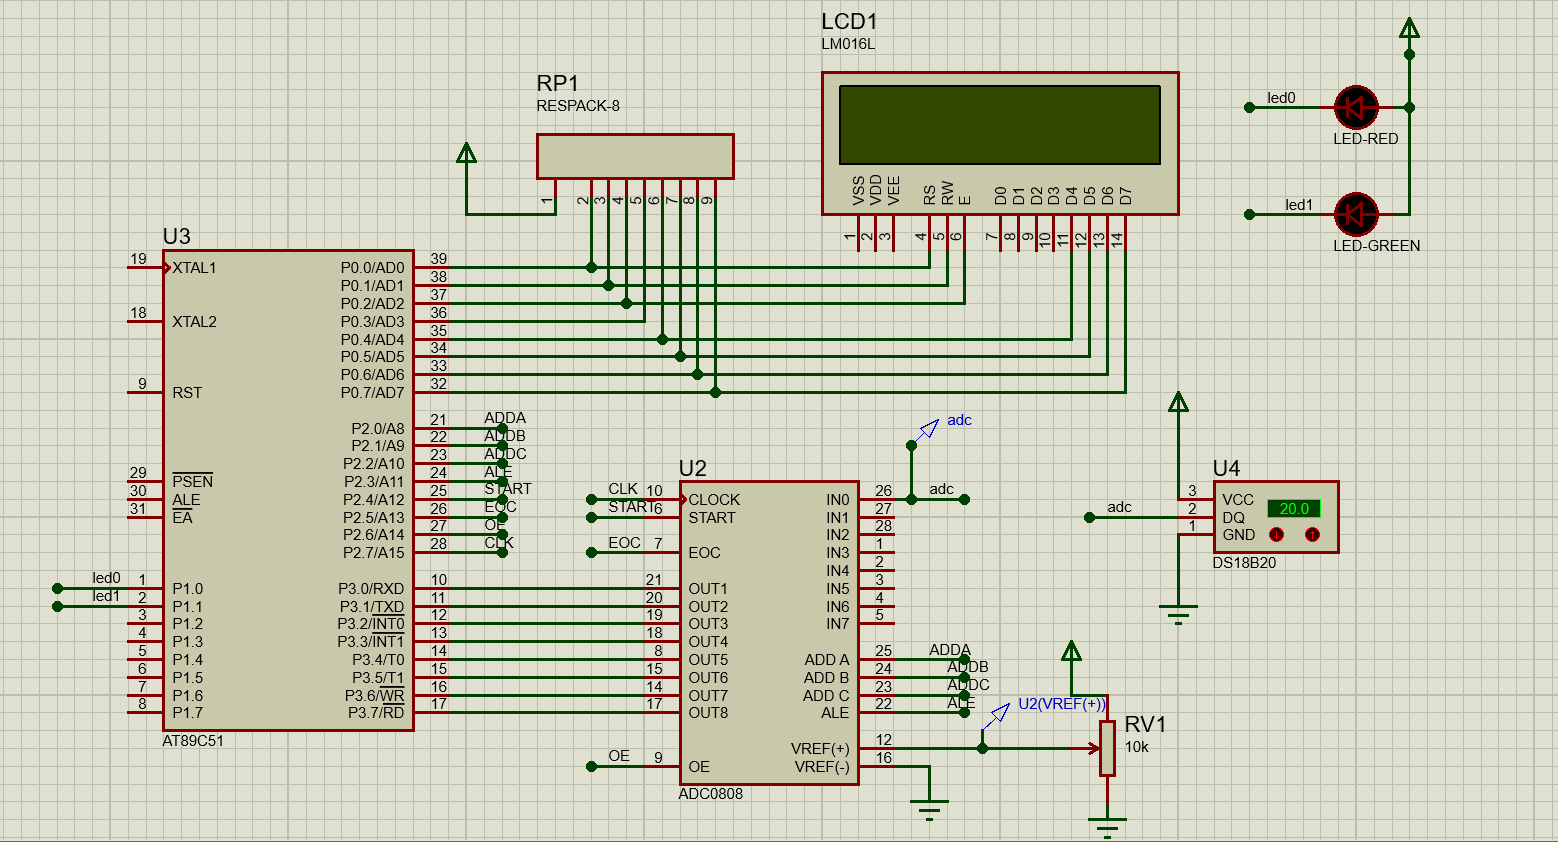 LCD1
LM016L
VSS
VDD
VEE
RS
RW
E
D0
D1
D2
D3
D4
D5
D6
D7
1
2
3
4
5
6
7
8
9
10
11
12
13
14
led0
LED-RED
led1
LED-GREEN
RP1
RESPACK-8
1
2
3
4
5
6
7
8
9
U3
19 XTAL1
18 XTAL2
9 RST
29 PSEN
30 ALE
31 EA
led0 1 P1.0
led1 2 P1.1
3 P1.2
4 P1.3
5 P1.4
6 P1.5
7 P1.6
8 P1.7
P0.0/AD0 39
P0.1/AD1 38
P0.2/AD2 37
P0.3/AD3 36
P0.4/AD4 35
P0.5/AD5 34
P0.6/AD6 33
P0.7/AD7 32
P2.0/A8 21 ADDA
P2.1/A9 22 ADDB
P2.2/A10 23 ADDC
P2.3/A11 24 ALE
P2.4/A12 25 START
P2.5/A13 26 EOC
P2.6/A14 27 OE
P2.7/A15 28 CLK
P3.0/RXD 10
P3.1/TXD 11
P3.2/INT0 12
P3.3/INT1 13
P3.4/T0 14
P3.5/T1 15
P3.6/WR 16
P3.7/RD 17
AT89C51
U2
CLK 10 CLOCK
START 6 START
EOC 7 EOC
21 OUT1
20 OUT2
19 OUT3
18 OUT4
8 OUT5
15 OUT6
14 OUT7
17 OUT8
OE 9 OE
IN0 26 adc
adc
IN1 27
IN2 28
IN3 1
IN4 2
IN5 3
IN6 4
IN7 5
ADD A 25 ADDA
ADD B 24 ADDB
ADD C 23 ADDC
ALE 22 ALE
VREF(+) 12
VREF(-) 16
ADC0808
U2(VREF(+))
RV1
10k
U4
3 VCC
adc 2 DQ
1 GND
20.0
DS18B20